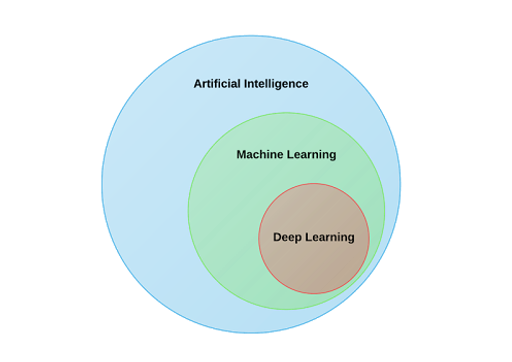 Artificial Intelligence
Machine Learning
Deep Learning